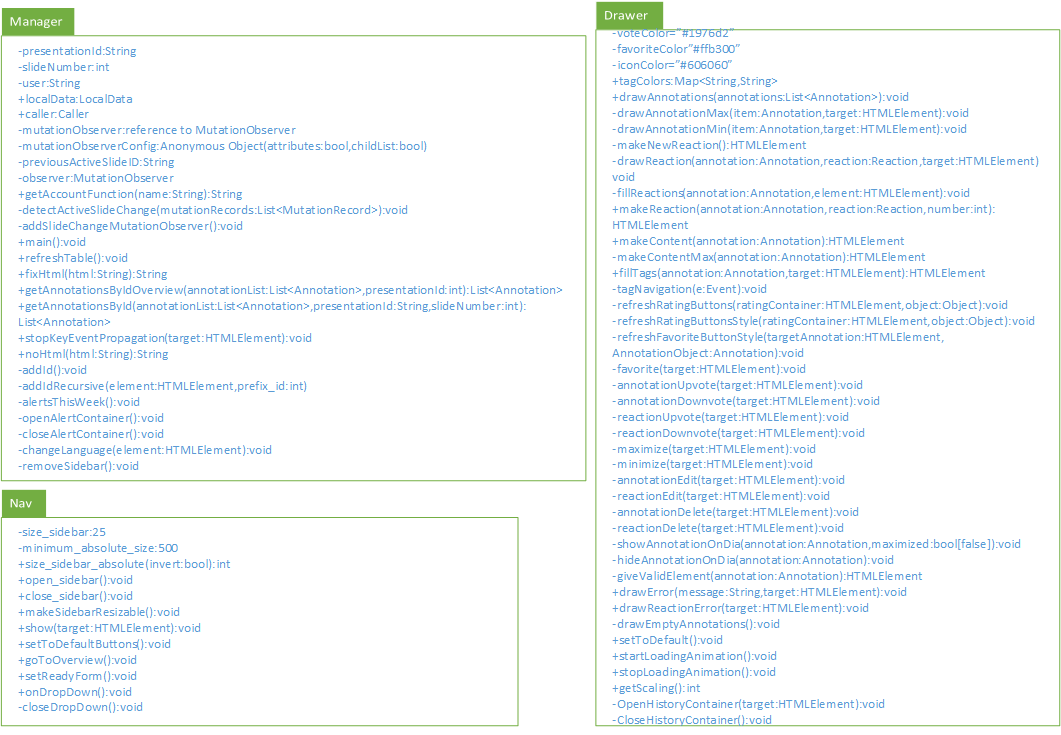 Manager
-presentationId:String
-slideNumber:int
-user:String
+localData:LocalData
+caller:Caller
-mutationObserver:reference to MutationObserver
-mutationObserverConfig:Anonymous Object(attributes:bool,childList:bool)
-previousActiveSlideID:String
-observer:MutationObserver
+getAccountFunction(name:String):String
-detectActiveSlideChange(mutationRecords:List<MutationRecord>):void
-addSlideChangeMutationObserver():void
+main():void
+refreshTable():void
+fixHtml(html:String):String
+getAnnotationsByIdOverview(annotationList:List<Annotation>,presentationId:int):List<Annotation>
+getAnnotationsById(annotationList:List<Annotation>,presentationId:String,slideNumber:int):
List<Annotation>
+stopKeyEventPropagation(target:HTMLElement):void
+noHtml(html:String):String
-addId():void
-addIdRecursive(element:HTMLElement,prefix_id:int)
-alertsThisWeek():void
-openAlertContainer():void
-closeAlertContainer():void
-changeLanguage(element:HTMLElement):void
-removeSidebar():void
Nav
-size_sidebar:25
-minimum_absolute_size:500
+size_sidebar_absolute(invert:bool):int
+open_sidebar():void
+close_sidebar():void
+makeSidebarResizable():void
+show(target:HTMLElement):void
+setToDefaultButtons():void
+goToOverview():void
+setReadyForm():void
+onDropDown():void
-closeDropDown():void
Drawer
-voteColor="#1976d2"
-favoriteColor"#ffb300"
-iconColor="#606060"
+tagColors:Map<String,String>
+drawAnnotations(annotations:List<Annotation>):void
-drawAnnotationMax(item:Annotation,target:HTMLElement):void
-drawAnnotationMin(item:Annotation,target:HTMLElement):void
-makeNewReaction():HTMLElement
-drawReaction(annotation:Annotation,reaction:Reaction,target:HTMLElement)
void
-fillReactions(annotation:Annotation,element:HTMLElement):void
+makeReaction(annotation:Annotation,reaction:Reaction,number:int):
HTMLElement
+makeContent(annotation:Annotation):HTMLElement
-makeContentMax(annotation:Annotation):HTMLElement
+fillTags(annotation:Annotation,target:HTMLElement):HTMLElement
-tagNavigation(e:Event):void
-refreshRatingButtons(ratingContainer:HTMLElement,object:Object):void
-refreshRatingButtonsStyle(ratingContainer:HTMLElement,object:Object):void
-refreshFavoriteButtonStyle(targetAnnotation:HTMLElement,
AnnotationObject:Annotation):void
-favorite(target:HTMLElement):void
-annotationUpvote(target:HTMLElement):void
-annotationDownvote(target:HTMLElement):void
-reactionUpvote(target:HTMLElement):void
-reactionDownvote(target:HTMLElement):void
-maximize(target:HTMLElement):void
-minimize(target:HTMLElement):void
-annotationEdit(target:HTMLElement):void
-reactionEdit(target:HTMLElement):void
-annotationDelete(target:HTMLElement):void
-reactionDelete(target:HTMLElement):void
-showAnnotationOnDia(annotation:Annotation,maximized:bool[false]):void
-hideAnnotationOnDia(annotation:Annotation):void
-giveValidElement(annotation:Annotation):HTMLElement
+drawError(message:String,target:HTMLElement):void
+drawReactionError(target:HTMLElement):void
-drawEmptyAnnotations():void
+setToDefault():void
+startLoadingAnimation():void
+stopLoadingAnimation():void
+getScaling():int
-OpenHistoryContainer(target:HTMLElement):void
-CloseHistoryContainer():void